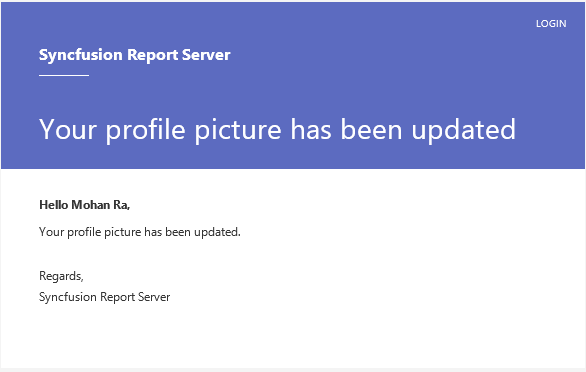 LOGIN
Syncfusion Report Server
Your profile picture has been updated
Hello Mohan Ra,
Your profile picture has been updated.
Regards,
Syncfusion Report Server